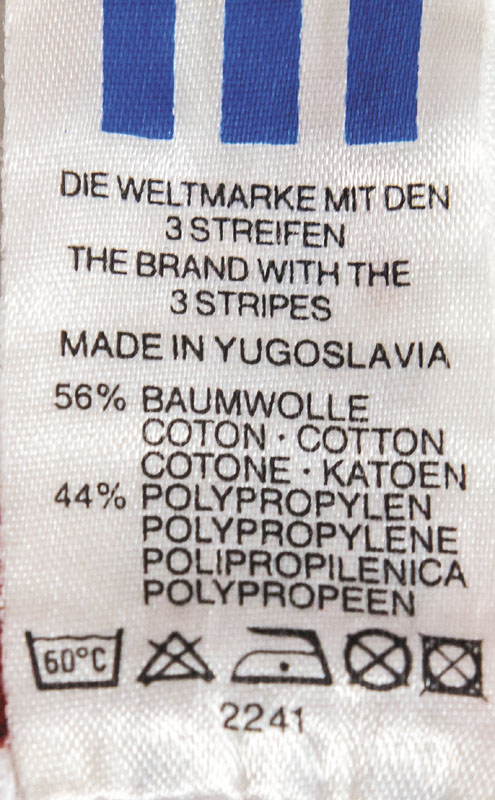 DIE WELTMARKE MIT DEN
3 STREIFEN
THE BRAND WITH THE
3 STRIPES
MADE IN YUGOSLAVIA
56% BAUMWOLLE
COTON · COTTON
COTONE · KATOEN
44% POLYPROPYLEN
POLYPROPYLENE
POLIPROPILENICA
POLYPROPEEN
60°C
2241